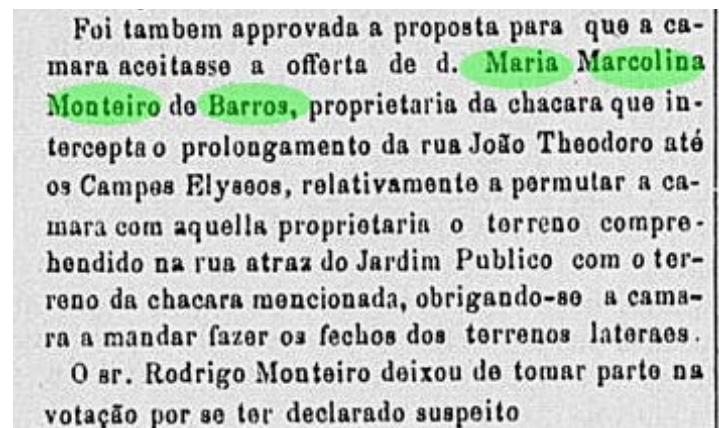 Foi tambem approvada a proposta para que a ca-
mara aceitasse a offerta de d. Maria Marcolina
Monteiro de Barros, proprietaria da chacara que in-
tercepta o prolongamento da rua João Theodoro até
os Campos Elyseos, relativamente a permutar a ca-
mara com aquella proprietaria o terreno compre-
hendido na rua atraz do Jardim Publico com o ter-
reno da chacara mencionada, obrigando-se a cama-
ra a mandar fazer os fechos dos terrenos lateraes.
O sr. Rodrigo Monteiro deixou de tomar parte na
votação por se ter declarado suspeito